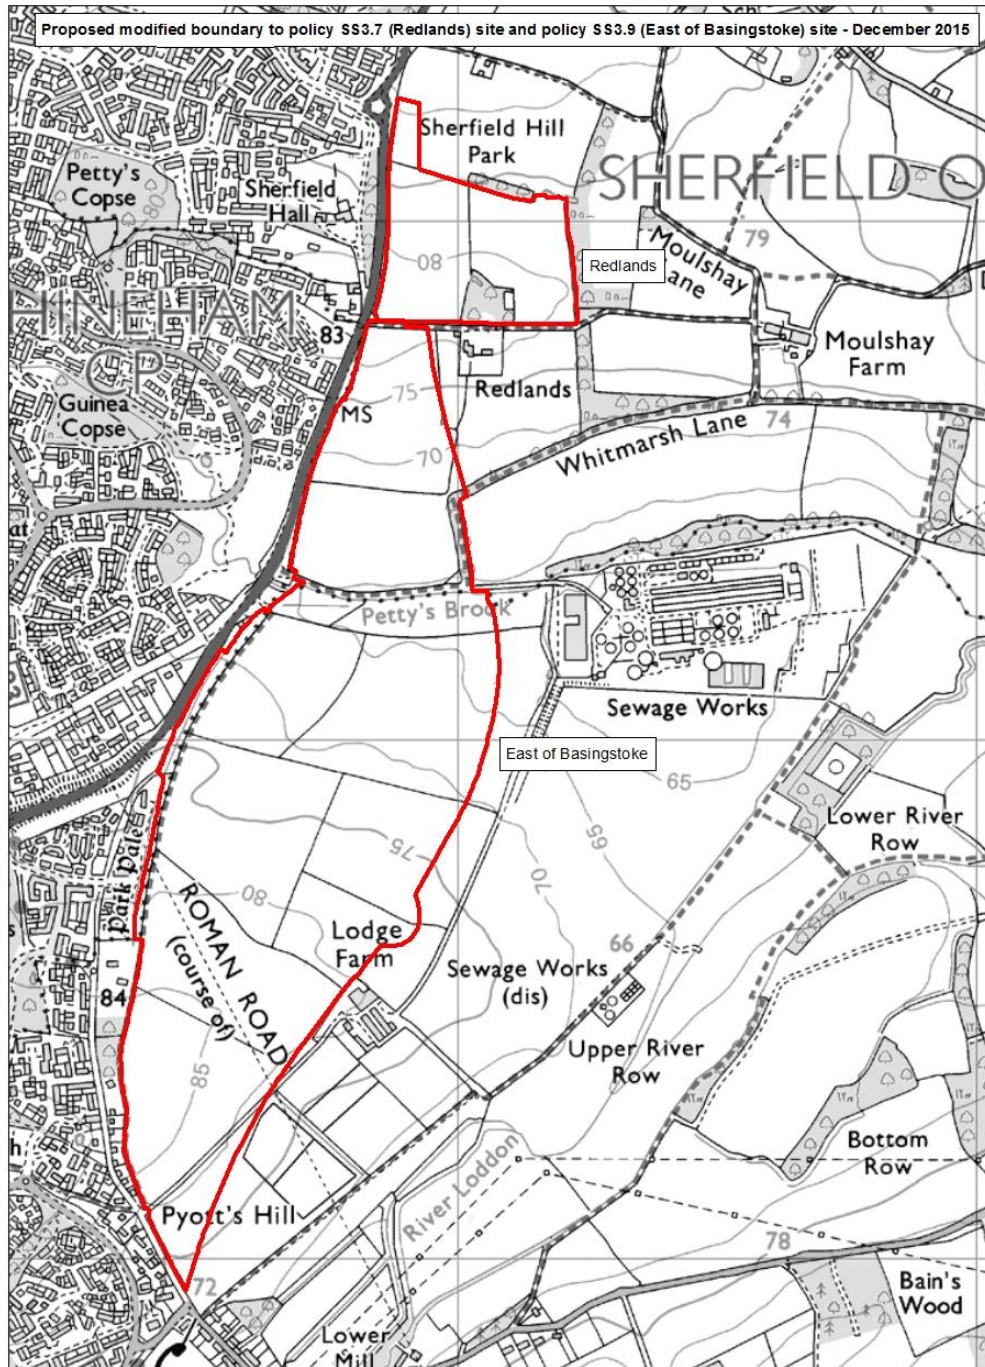 Proposed modified boundary to policy SS3.7 (Redlands) site and policy SS3.9 (East of Basingstoke) site - December 2015
Sherfield Hill
Park
SHERFIELD O
Petty's
Copse
80
Sherfield
Hall
79
Moulshay
Lane
Redlands
08
HINEHAM
CP
83
Moulshay
Farm
75
Redlands
MS
Guinea
Copse
74
Whitmarsh Lane
70
at
Petty's Brook
Sewage Works
East of Basingstoke
65
65
Lower River
Row
75
70
Park Pale
80
ROMAN ROAD
(course of)
Lodge
Farm
66
Sewage Works
(dis)
84
Upper River
Row
85
Bottom
Row
h
River Loddon
Pyott's Hill
78
72
Bain's
Wood
Lower
Mill